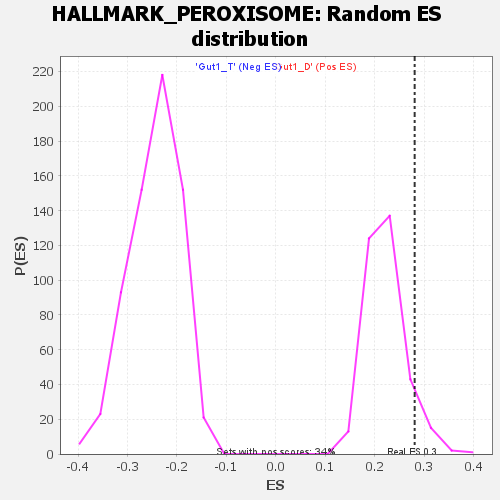 HALLMARK_PEROXISOME: Random ES
distribution
'Gut1_T' (Neg ES) ut1_D' (Pos ES)
220
200
180
160
140
120
100
80
60
40
20
0
P(ES)
Sets with pos scores: 34%
Real ES 0.3
-0.4 -0.3 -0.2 -0.1 0.0 0.1 0.2 0.3 0.4
ES